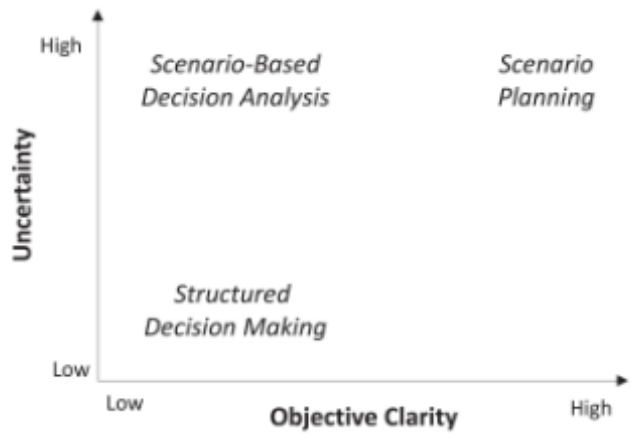 High
Scenario-Based
Decision Analysis
Scenario
Planning
Uncertainty
Structured
Decision Making
Low
Low
Objective Clarity
High